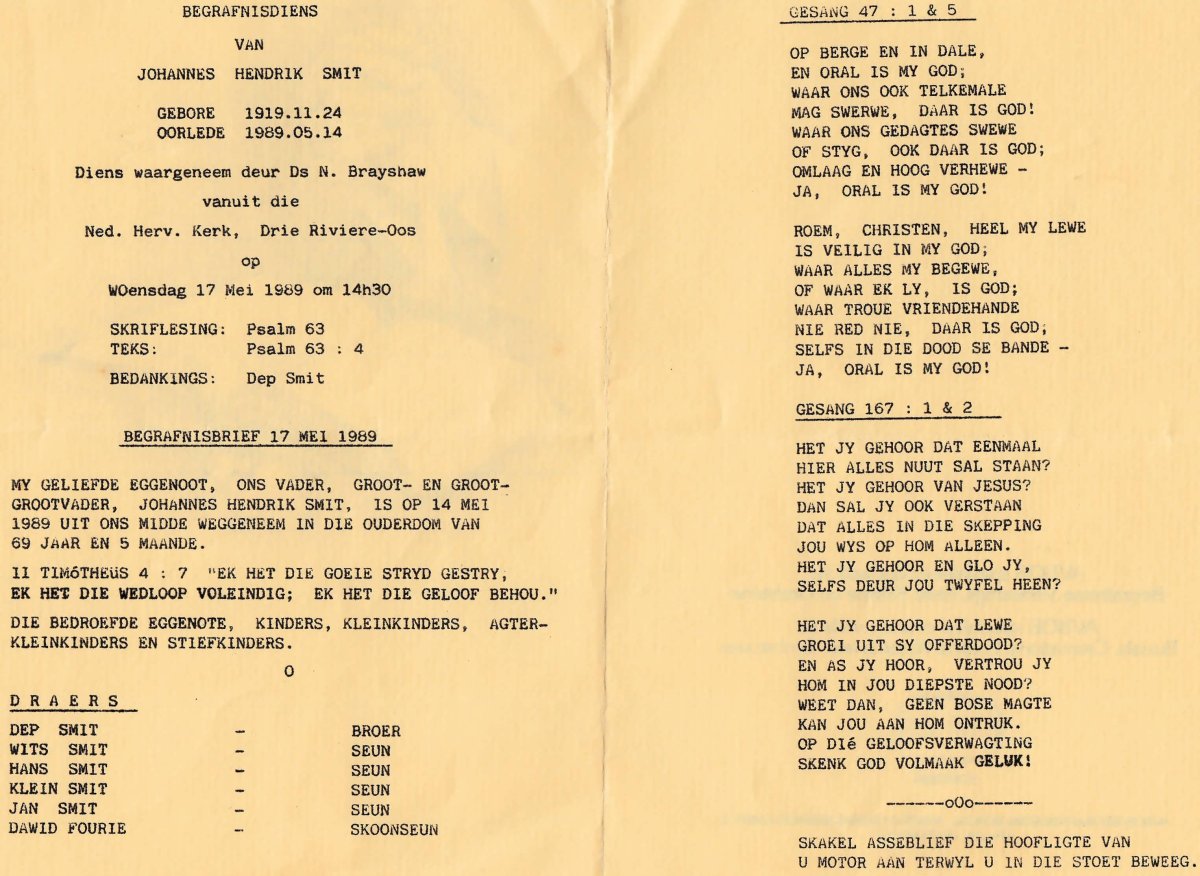 BEGRAFNISDIENS
VAN
JOHANNES HENDRIK SMIT
GEBORE 1919.11.24
OORLEDE 1989.05.14
Diens waargeneem deur Ds N. Brayshaw
vanuit die
Ned. Herv. Kerk, Drie Riviere-Oos
op
WOensdag 17 Mei 1989 om 14h30
SKRIFLESING: Psalm 63
TEKS: Psalm 63 : 4
BEDANKINGS: Dep Smit
BEGRAFNISBRIEF 17 MEI 1989
MY GELIEFDE EGGENOOT, ONS VADER, GROOT- EN GROOT-
GROOTVADER, JOHANNES HENDRIK SMIT, IS OP 14 MEI
1989 UIT ONS MIDDE WEGGENEEM IN DIE OUDERDOM VAN
69 JAAR EN 5 MAANDE.
II TIMóTHEüS 4 : 7 "EK HET DIE GOEIE STRYD GESTRY,
EK HET DIE WEDLOOP VOLEINDIG; EK HET DIE GELOOF BEHOU."
DIE BEDROEFDE EGGENOTE, KINDERS, KLEINKINDERS, AGTER-
KLEINKINDERS EN STIEFKINDERS.
O
D R A E R S
DEP SMIT - BROER
WITS SMIT - SEUN
HANS SMIT - SEUN
KLEIN SMIT - SEUN
JAN SMIT - SEUN
DAWID FOURIE - SKOONSEUN
GESANG 47 : 1 & 5
OP BERGE EN IN DALE,
EN ORAL IS MY GOD;
WAAR ONS OOK TELKEMALE
MAG SWERWE, DAAR IS GOD!
WAAR ONS GEDAGTES SWEWE
OF STYG, OOK DAAR IS GOD;
OMLAAG EN HOOG VERHEWE -
JA, ORAL IS MY GOD!
ROEM, CHRISTEN, HEEL MY LEWE
IS VEILIG IN MY GOD;
WAAR ALLES MY BEGEWE,
OF WAAR EK LY, IS GOD;
WAAR TROUE VRIENDEHANDE
NIE RED NIE, DAAR IS GOD;
SELFS IN DIE DOOD SE BANDE -
JA, ORAL IS MY GOD!
GESANG 167 : 1 & 2
HET JY GEHOOR DAT EENMAAL
HIER ALLES NUUT SAL STAAN?
HET JY GEHOOR VAN JESUS?
DAN SAL JY OOK VERSTAAN
DAT ALLES IN DIE SKEPPING
JOU WYS OP HOM ALLEEN.
HET JY GEHOOR EN GLO JY,
SELFS DEUR JOU TWYFEL HEEN?
HET JY GEHOOR DAT LEWE
GROEI UIT SY OFFERDOOD?
EN AS JY HOOR, VERTROU JY
HOM IN JOU DIEPSTE NOOD?
WEET DAN, GEEN BOSE MAGTE
KAN JOU AAN HOM ONTRUK.
OP DIé GELOOFSVERWAGTING
SKENK GOD VOLMAAK GELUK!
------oOo------
SKAKEL ASSEBLIEF DIE HOOFLIGTE VAN
U MOTOR AAN TERWYL U IN DIE STOET BEWEEG.